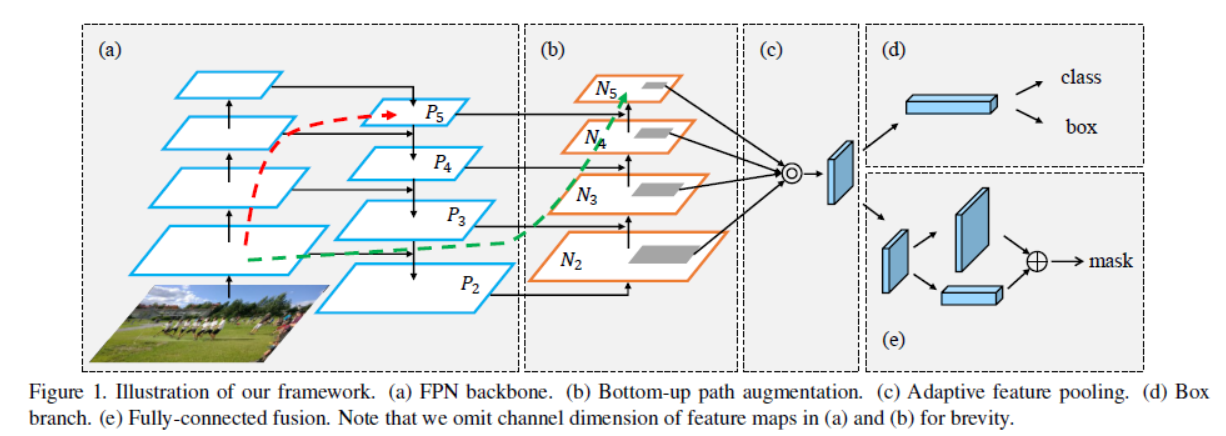 (a)
(b)
(c)
(d)
class
box
P5
P4
P3
P2
N5
N4
N3
N2
mask
(e)
Figure 1. Illustration of our framework. (a) FPN backbone. (b) Bottom-up path augmentation. (c) Adaptive feature pooling. (d) Box
branch. (e) Fully-connected fusion. Note that we omit channel dimension of feature maps in (a) and (b) for brevity.